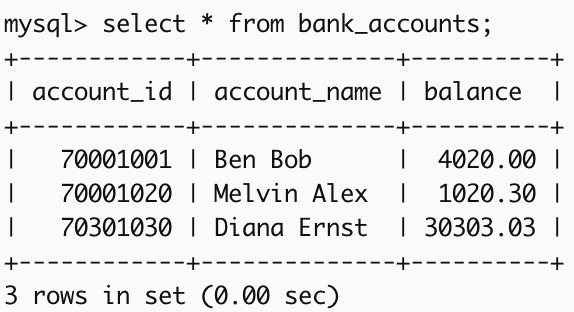 mysql> select * from bank_accounts;
+------------+--------------+----------+
| account_id | account_name | balance  |
+------------+--------------+----------+
|   70001001 | Ben Bob      |  4020.00 |
|   70001020 | Melvin Alex  |  1020.30 |
|   70301030 | Diana Ernst  | 30303.03 |
+------------+--------------+----------+
3 rows in set (0.00 sec)